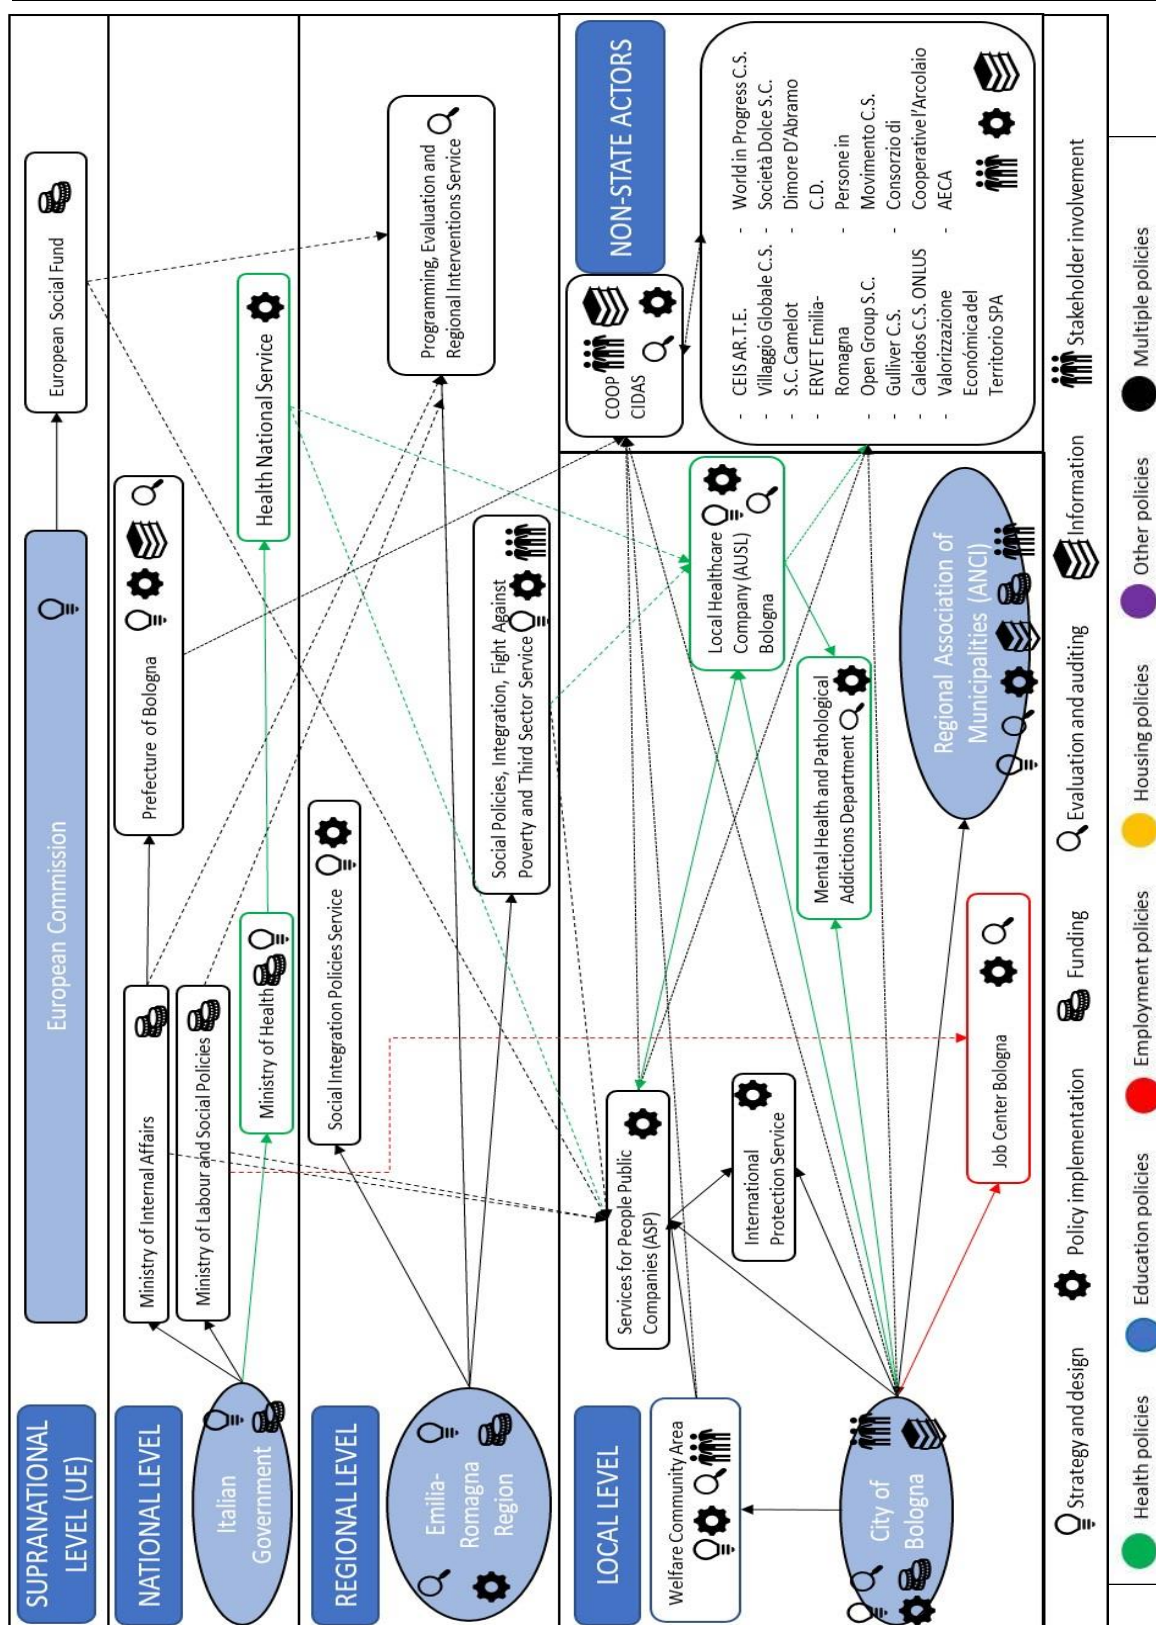 SUPRANATIONAL
LEVEL (UE)
European Commission
European Social Fund
NATIONAL LEVEL
Italian
Government
Ministry of Internal Affairs
Ministry of Labour and Social Policies
Ministry of Health
Prefecture of Bologna
Health National Service
REGIONAL LEVEL
Emilia-
Romagna
Region
Social Integration Policies Service
Social Policies, Integration, Fight Against
Poverty and Third Sector Service
Programming, Evaluation and
Regional Interventions Service
LOCAL LEVEL
Welfare Community Area
City of
Bologna
Services for People Public
Companies (ASP)
International
Protection Service
Job Center Bologna
Local Healthcare
Company (AUSL)
Bologna
Mental Health and Pathological
Addictions Department
Regional Association of
Municipalities (ANCI)
NON-STATE ACTORS
COOP
CIDAS
- CEIS AR.T.E.
- Villaggio Globale C.S.
- S.C. Camelot
- ERVET Emilia-
Romagna
- Open Group S.C.
- Gulliver C.S.
- Caleidos C.S. ONLUS
- Valorizzazione
Económica del
Territorio SPA
- World in Progress C.S.
- Società Dolce S.C.
- Dimore D'Abramo
C.D.
- Persone in
Movimento C.S.
- Consorzio di
Cooperative l'Arcolaio
- AECA
Strategy and design
Policy implementation
Funding
Evaluation and auditing
Information
Stakeholder involvement
Health policies
Education policies
Employment policies
Housing policies
Other policies
Multiple policies